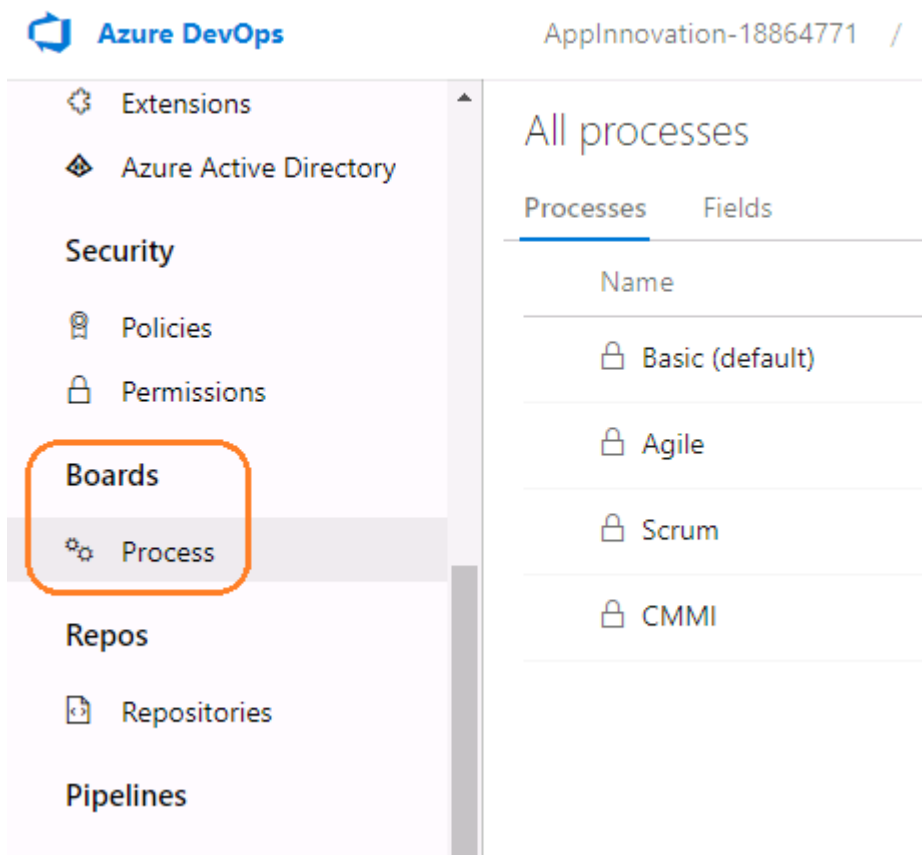 Azure DevOps
AppInnovation-18864771 /
Extensions
Azure Active Directory
Security
Policies
Permissions
Boards
Process
Repos
Repositories
Pipelines
All processes
Processes Fields
Name
Basic (default)
Agile
Scrum
CMMI